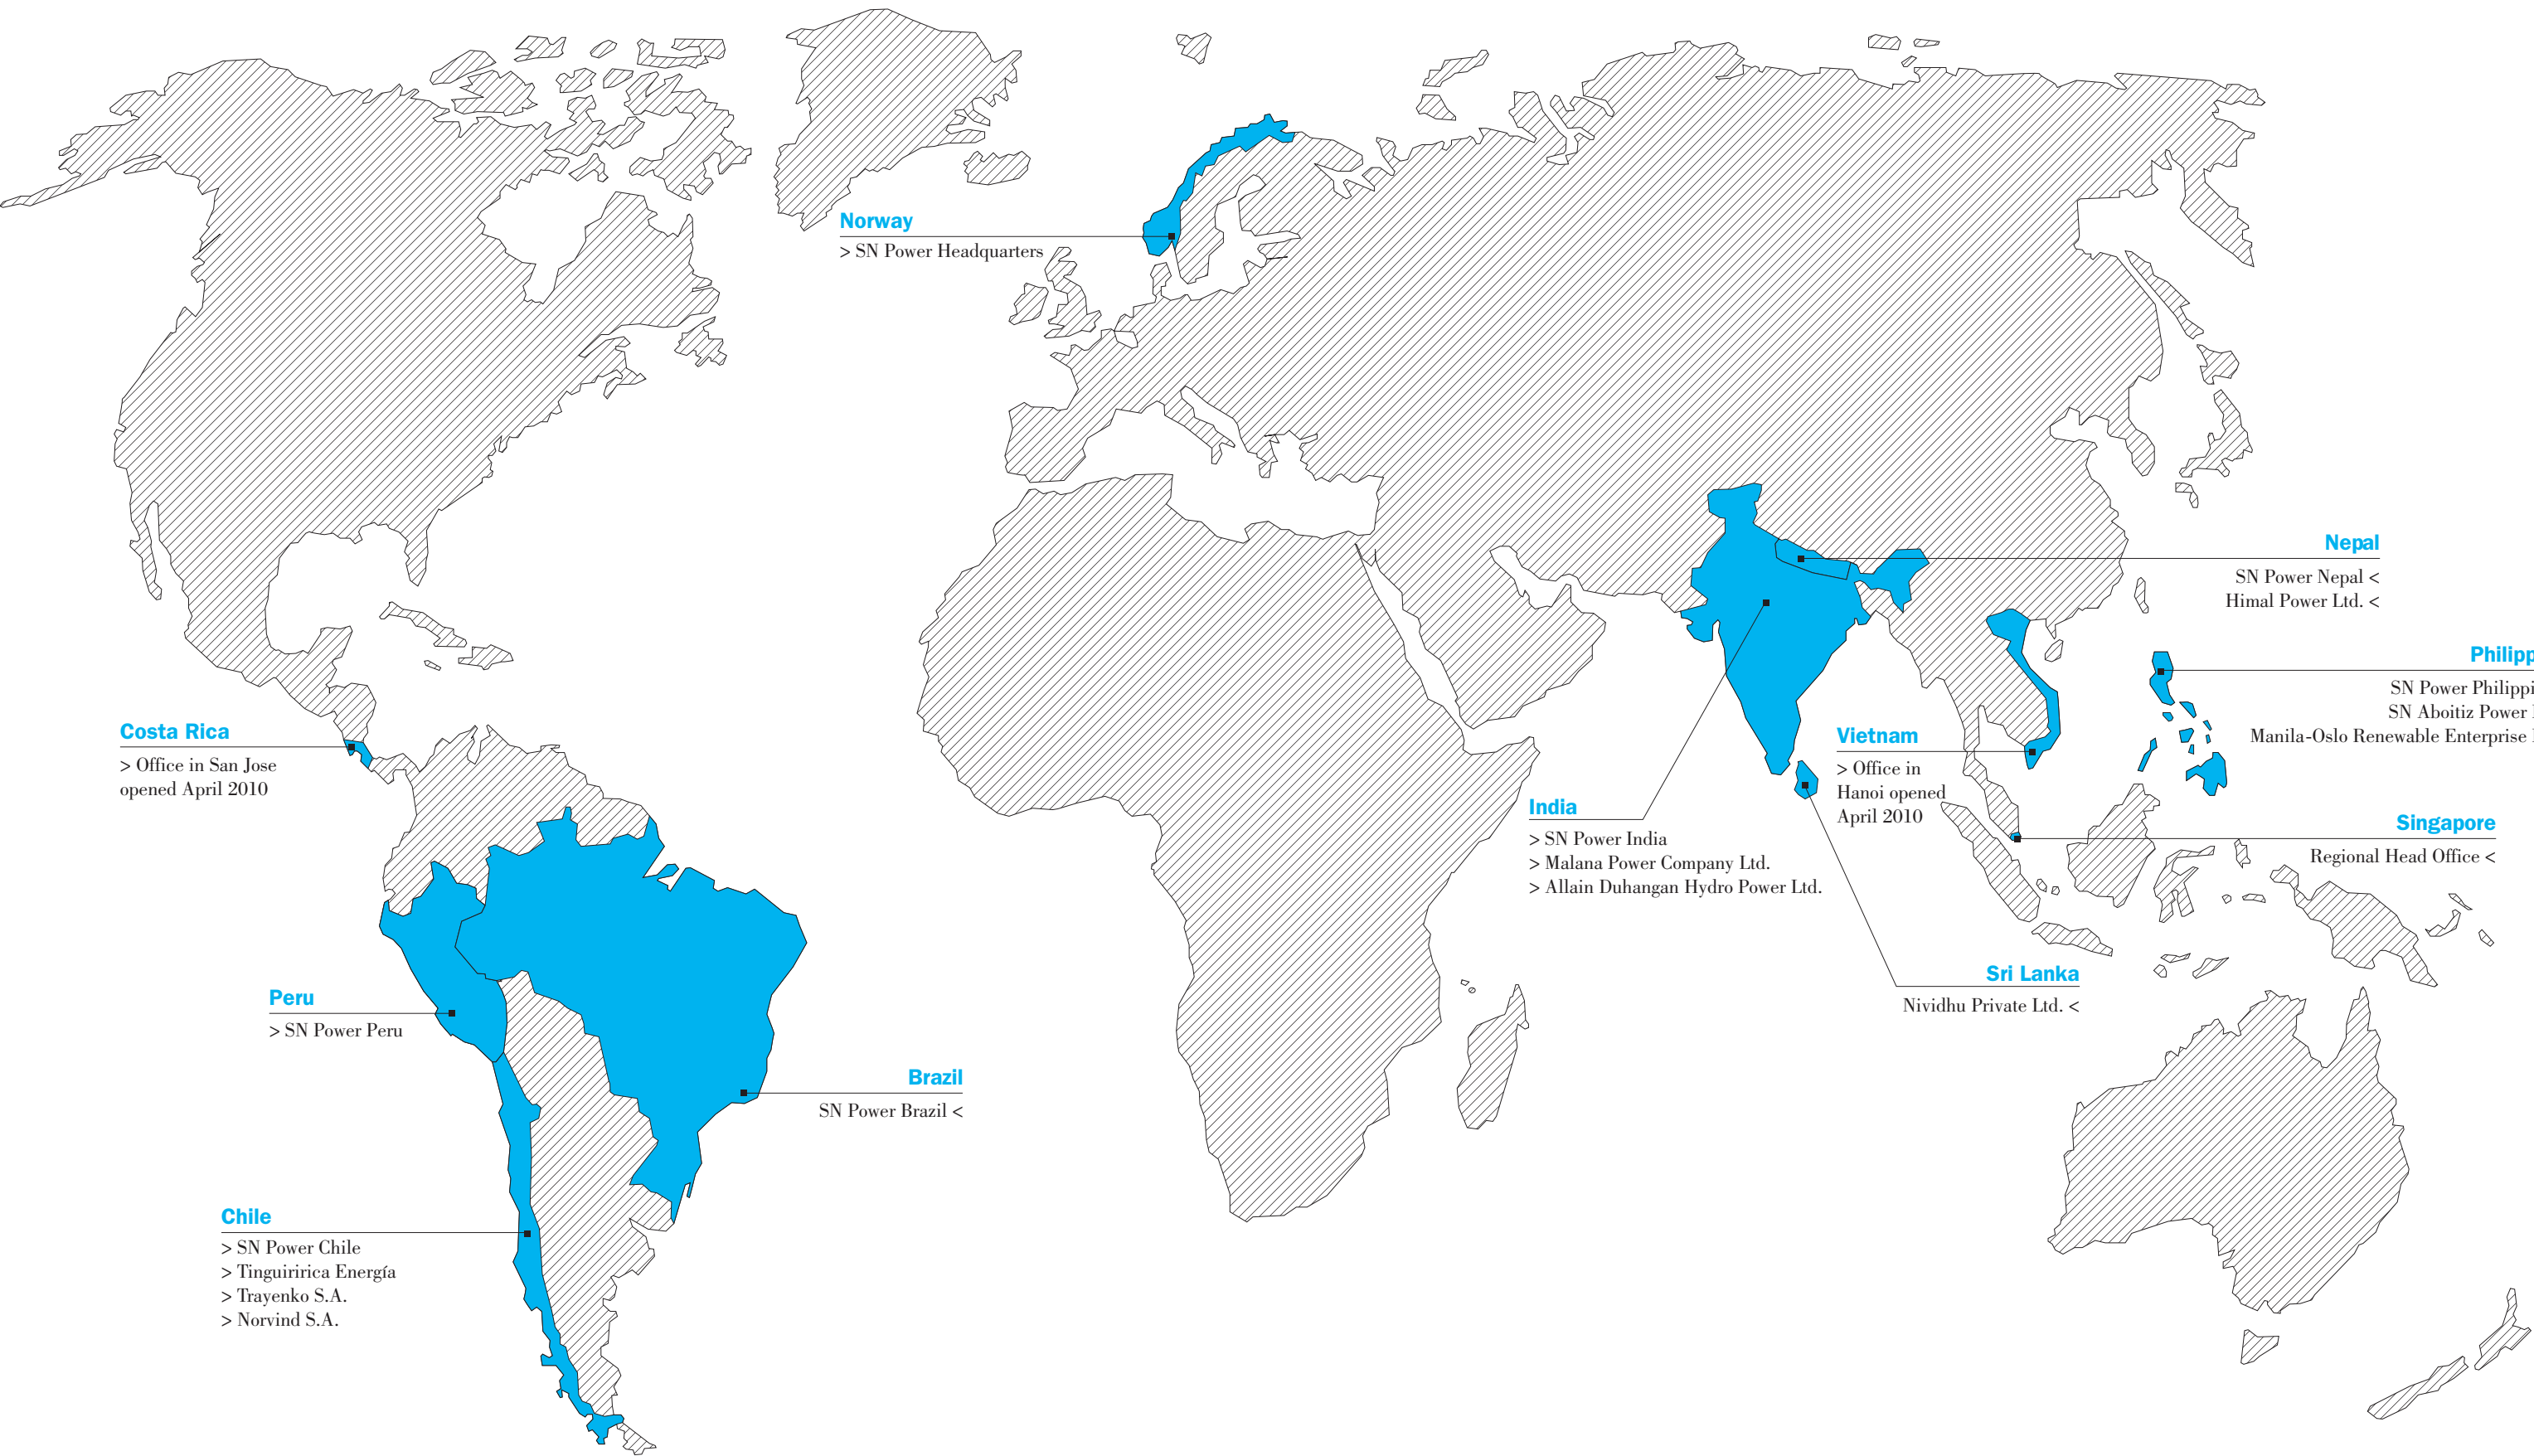 Norway
> SN Power Headquarters
Nepal
SN Power Nepal <
Himal Power Ltd. <
Philipp
SN Power Philippi
SN Aboitiz Power
Manila-Oslo Renewable Enterprise
Costa Rica
> Office in San Jose
opened April 2010
Vietnam
> Office in
Hanoi opened
April 2010
India
> SN Power India
> Malana Power Company Ltd.
> Allain Duhangan Hydro Power Ltd.
Singapore
Regional Head Office <
Sri Lanka
Nividhu Private Ltd. <
Peru
> SN Power Peru
Brazil
SN Power Brazil <
Chile
> SN Power Chile
> Tinguiririca Energía
> Trayenko S.A.
> Norvind S.A.